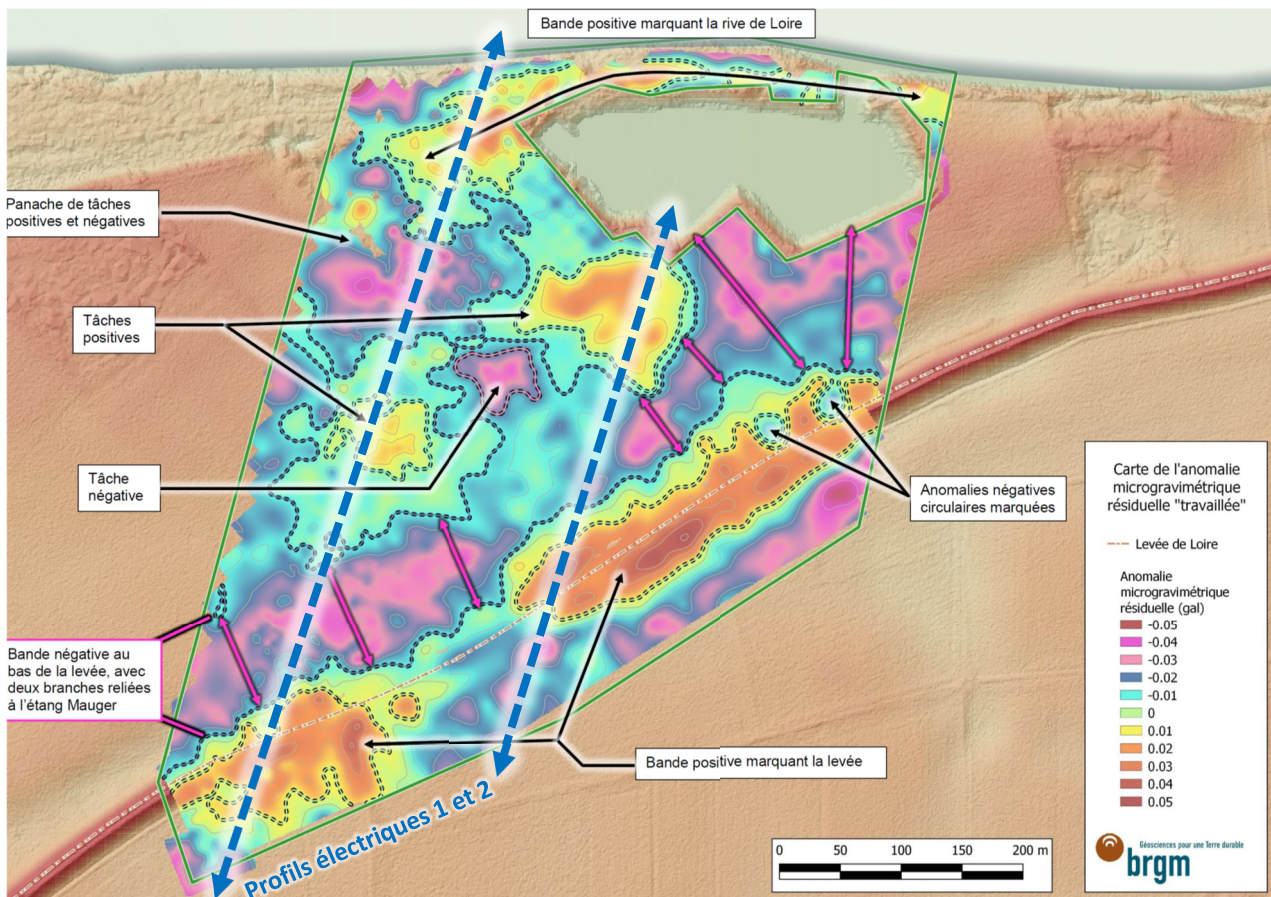 Bande positive marquant la rive de Loire
Panache de tâches
positives et négatives
Tâches
positives
Tâche
négative
Anomalies négatives
circulaires marquées
Bande négative au
bas de la levée, avec
deux branches reliées
à l'étang Mauger
Bande positive marquant la levée
Profils électriques 1 et 2
Carte de l'anomalie
microgravimétrique
résiduelle "travaillée"
Levée de Loire
Anomalie
microgravimétrique
résiduelle (gal)
-0.05
-0.04
-0.03
-0.02
-0.01
0
0.01
0.02
0.03
0.04
0.05
0 50 100 150 200 m
Géosciences pour une Terre durable
brgm